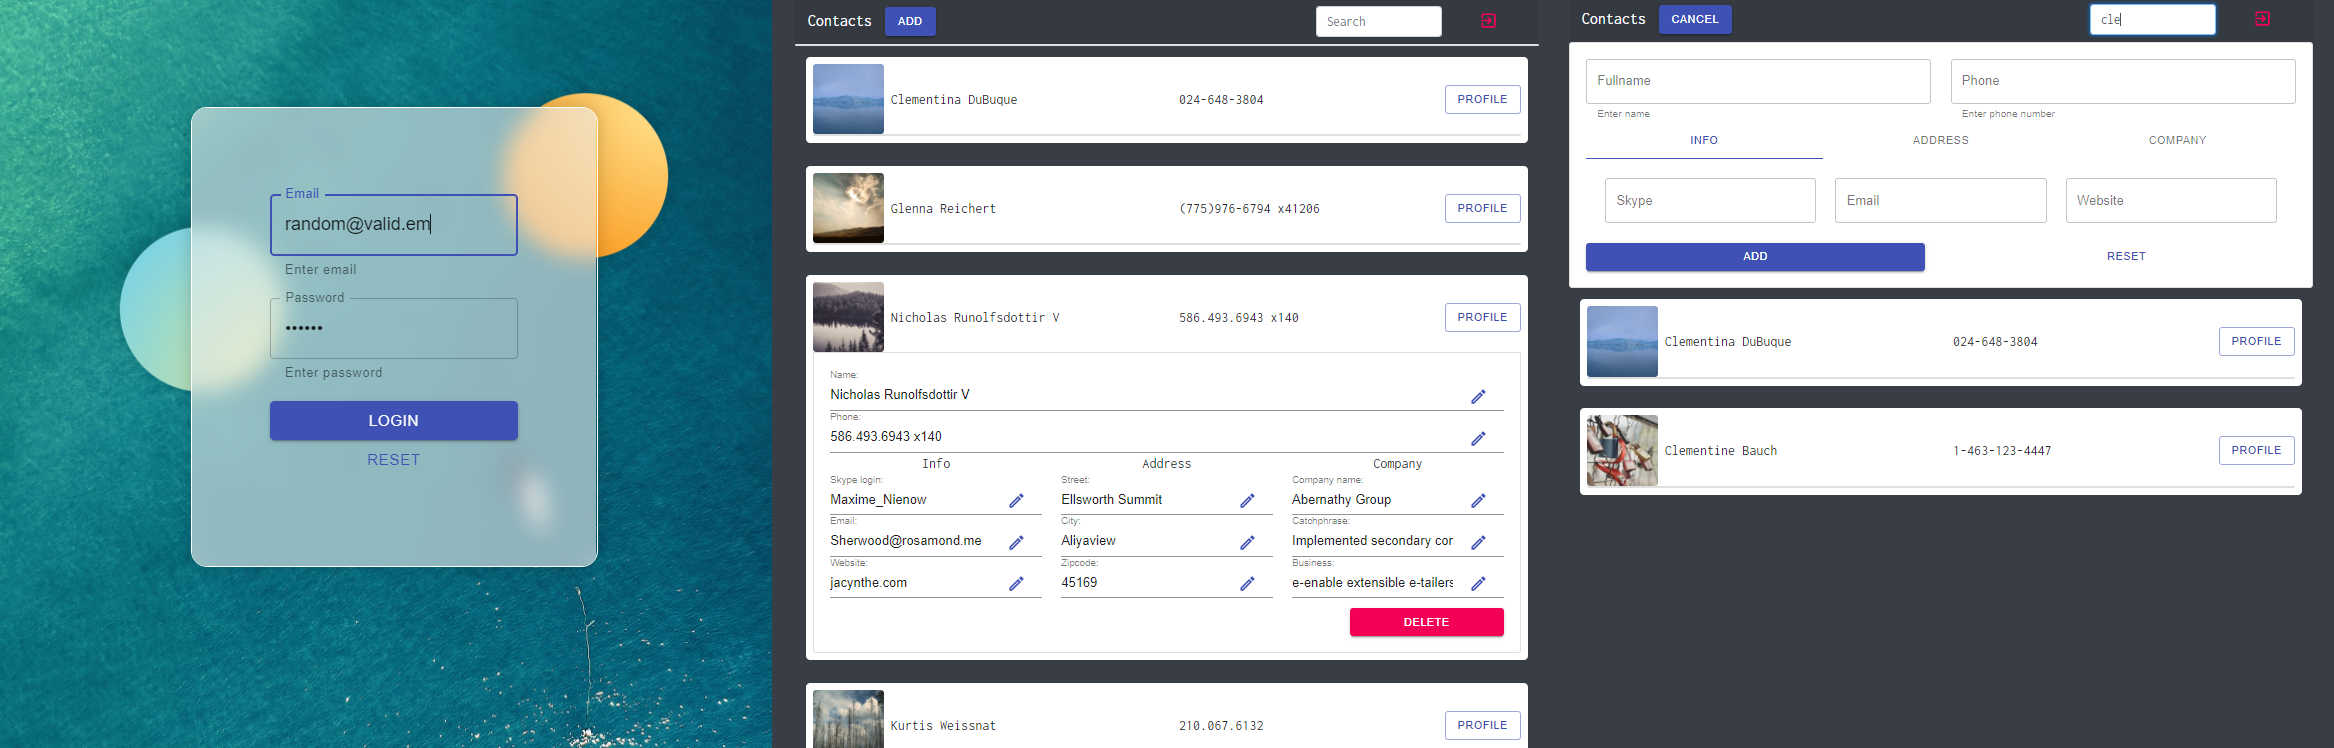 Email
random@valid.em
Enter email
Password
••••••
Enter password
LOGIN
RESET
Contacts ADD Search
Clementina DuBuque 024-648-3804 PROFILE
Glenna Reichert (775)976-6794 x41206 PROFILE
Nicholas Runolfsdottir V 586.493.6943 x140 PROFILE
Name:
Nicholas Runolfsdottir V
Phone:
586.493.6943 x140
Info Address Company
Skype login: Street: Company name:
Maxime_Nienow Ellsworth Summit Abernathy Group
Email: City: Catchphrase:
Sherwood@rosamond.me Aliyaview Implemented secondary cor
Website: Zipcode: Business:
jacynthe.com 45169 e-enable extensible e-tailers
DELETE
Kurtis Weissnat 210.067.6132 PROFILE
Contacts CANCEL cle
Fullname Phone
Enter name Enter phone number
INFO ADDRESS COMPANY
Skype Email Website
ADD RESET
Clementina DuBuque 024-648-3804 PROFILE
Clementine Bauch 1-463-123-4447 PROFILE